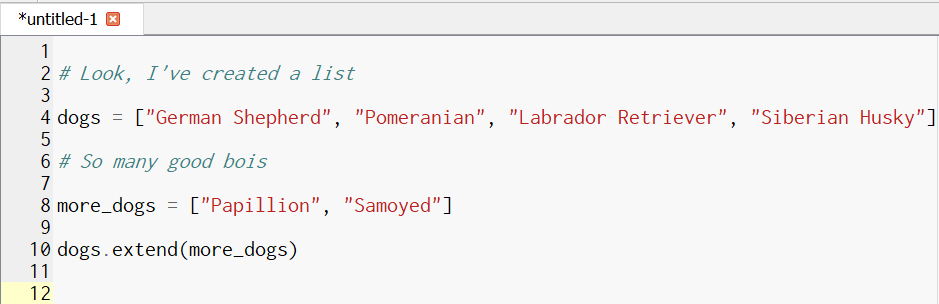 *untitled-1
1
2 # Look, I've created a list
3
4 dogs = ["German Shepherd", "Pomeranian", "Labrador Retriever", "Siberian Husky"]
5
6 # So many good bois
7
8 more_dogs = ["Papillion", "Samoyed"]
9
10 dogs.extend(more_dogs)
11
12